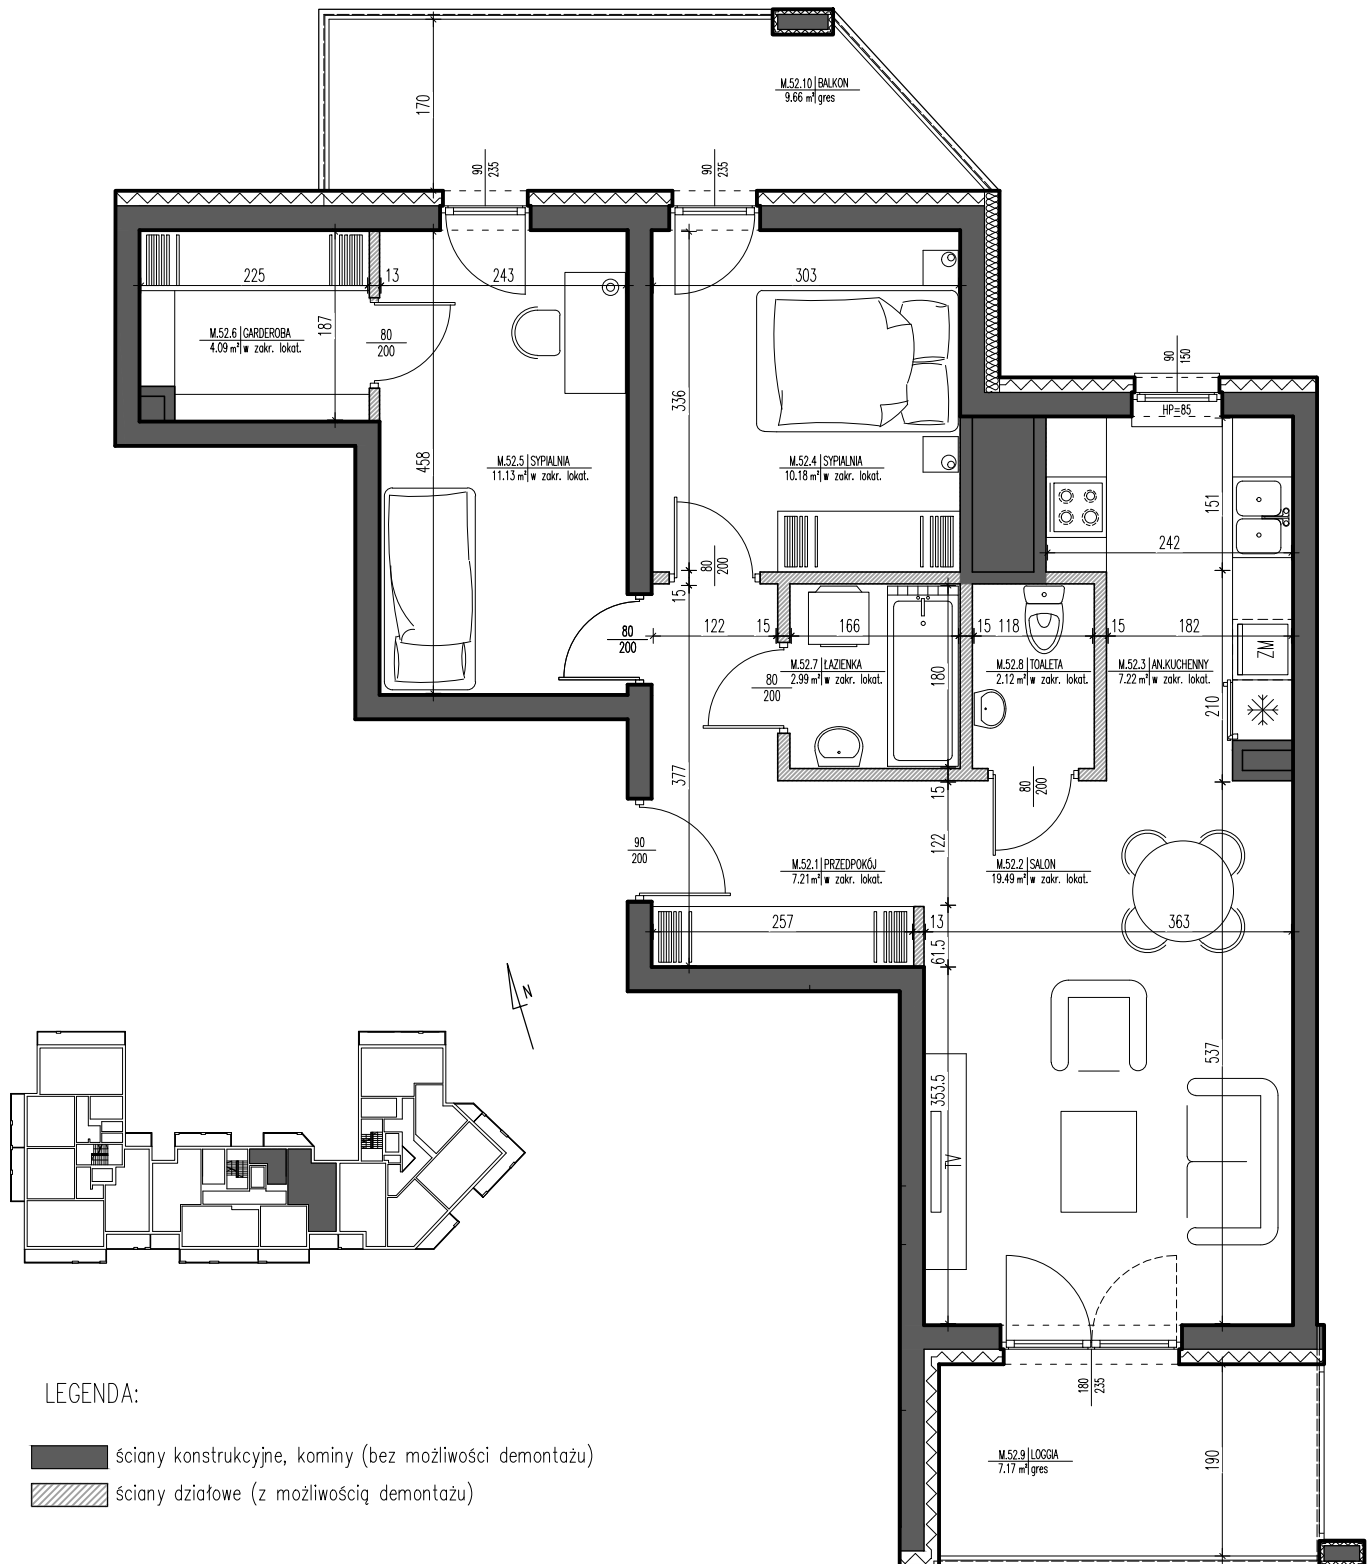 M.52.10 BALKON
9.66 m² gres
170
90
235
90
235
225
13
243
303
90
150
HP=85
M.52.6 GARDEROBA
4.09 m² w zakr. lokat.
187
80
200
336
458
M.52.5 SYPIALNIA
11.13 m² w zakr. lokat.
M.52.4 SYPIALNIA
10.18 m² w zakr. lokat.
151
242
80
200
15
80
200
122
15
166
15
118
15
182
M.52.7 ŁAZIENKA
2.99 m² w zakr. lokat.
M.52.8 TOALETA
2.12 m² w zakr. lokat.
M.52.3 AN.KUCHENNY
7.22 m² w zakr. lokat.
ZM
80
200
180
210
377
15
80
200
90
200
122
M.52.1 PRZEDPOKÓJ
7.21 m² w zakr. lokat.
M.52.2 SALON
19.49 m² w zakr. lokat.
257
13
363
61.5
N
537
353.5
TV
180
235
M.52.9 LOGGIA
7.17 m² gres
190
LEGENDA:
ściany konstrukcyjne, kominy (bez możliwości demontażu)
ściany działowe (z możliwością demontażu)